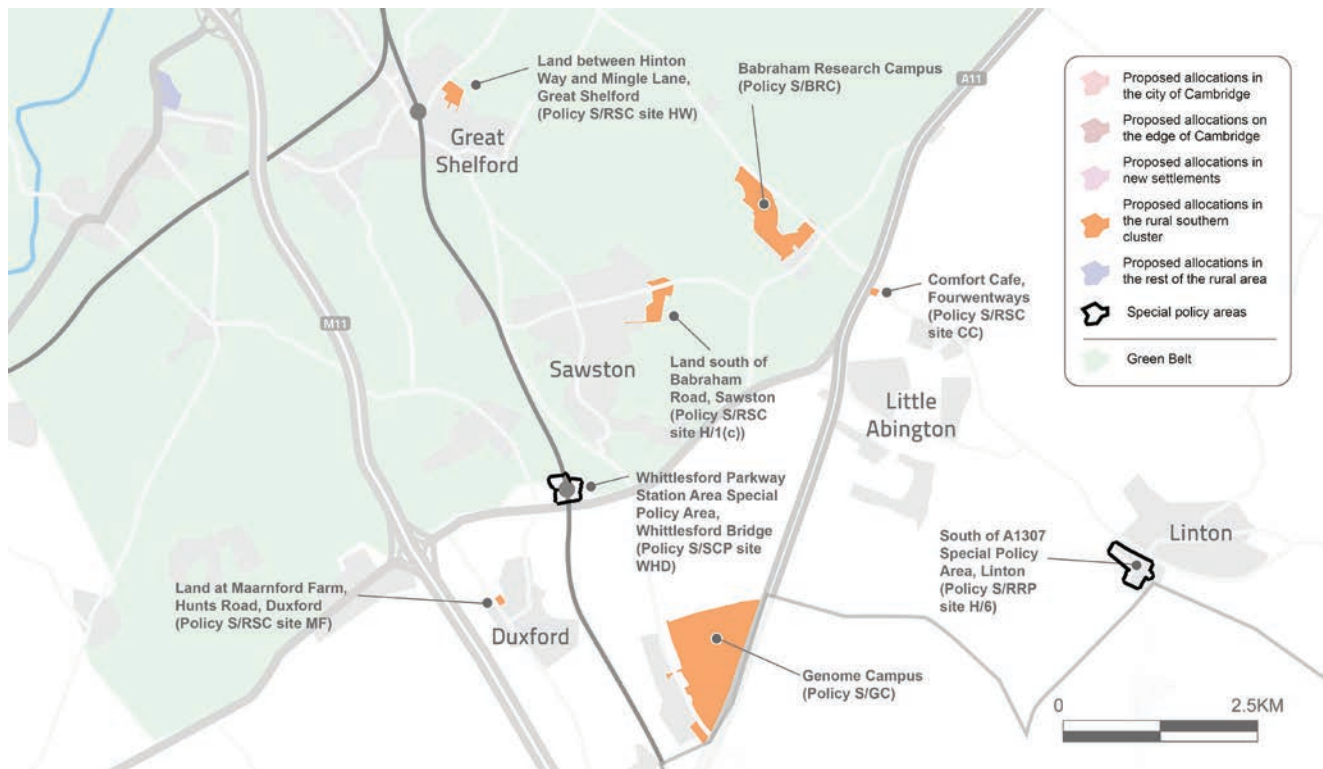 Land between Hinton
Way and Mingle Lane,
Great Shelford
(Policy S/RSC site HW)
Babraham Research Campus
(Policy S/BRC)
A11
Great
Shelford
M11
Sawston
Land south of
Babraham
Road, Sawston
(Policy S/RSC
site H/1(c))
Comfort Cafe,
Fourwentways
(Policy S/RSC
site CC)
Little
Abington
Whittlesford Parkway
Station Area Special
Policy Area,
Whittlesford Bridge
(Policy S/SCP site
WHD)
South of A1307
Special Policy
Area, Linton
(Policy S/RRP
site H/6)
Linton
Land at Maarnford Farm,
Hunts Road, Duxford
(Policy S/RSC site MF)
Duxford
Genome Campus
(Policy S/GC)
Proposed allocations in
the city of Cambridge
Proposed allocations on
the edge of Cambridge
Proposed allocations in
new settlements
Proposed allocations in
the rural southern
cluster
Proposed allocations in
the rest of the rural area
Special policy areas
Green Belt
0
2.5KM